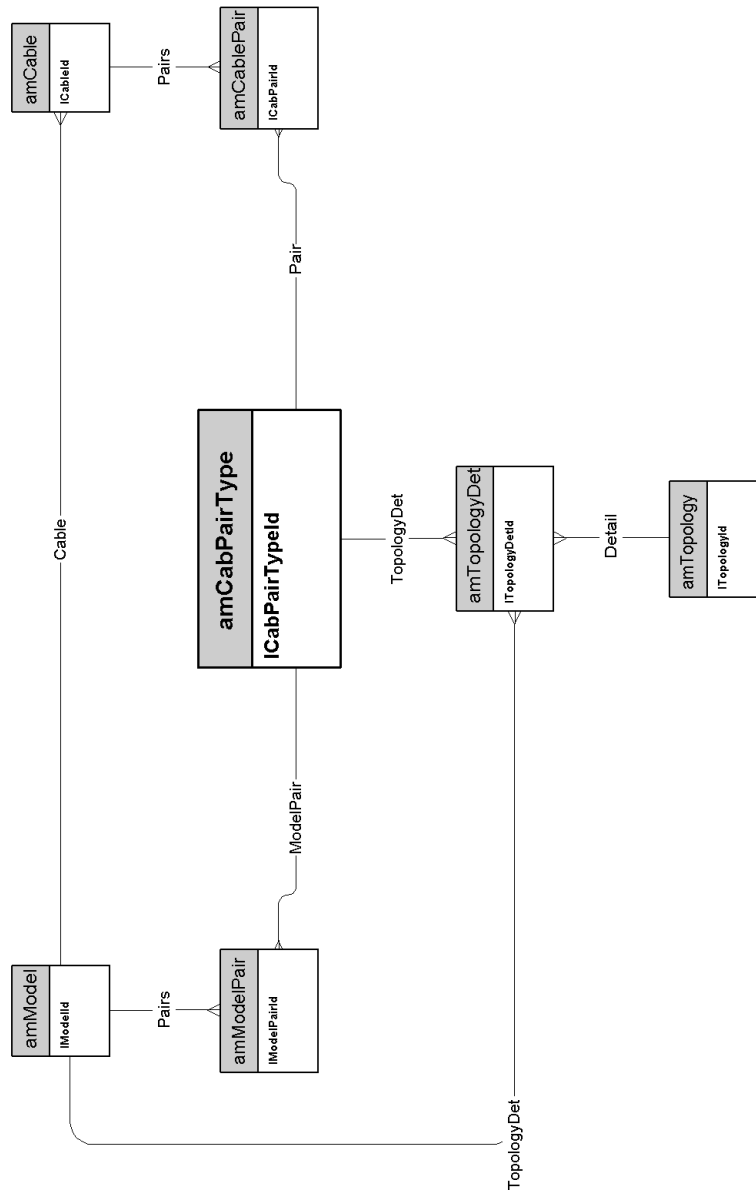 amModel
lModelId
Cable
amCable
lCableId
Pairs
Pairs
amModelPair
lModelPairId
ModelPair
amCabPairType
lCabPairTypeId
Pair
amCablePair
lCabPairId
TopologyDet
TopologyDet
amTopologyDet
lTopologyDetId
Detail
amTopology
lTopologyId